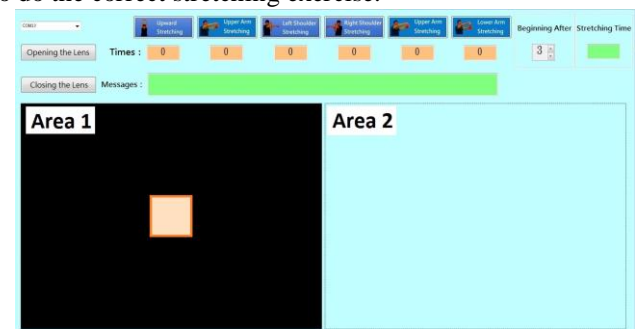 o do the correct stretching exercise.
Upward Stretching
Upper Arm Stretching
Left Shoulder Stretching
Right Shoulder Stretching
Upper Arm Stretching
Lower Arm Stretching
Beginning After
Stretching Time
Opening the Lens
Times :
0
0
0
0
0
0
3
Closing the Lens
Messages :
Area 1
Area 2